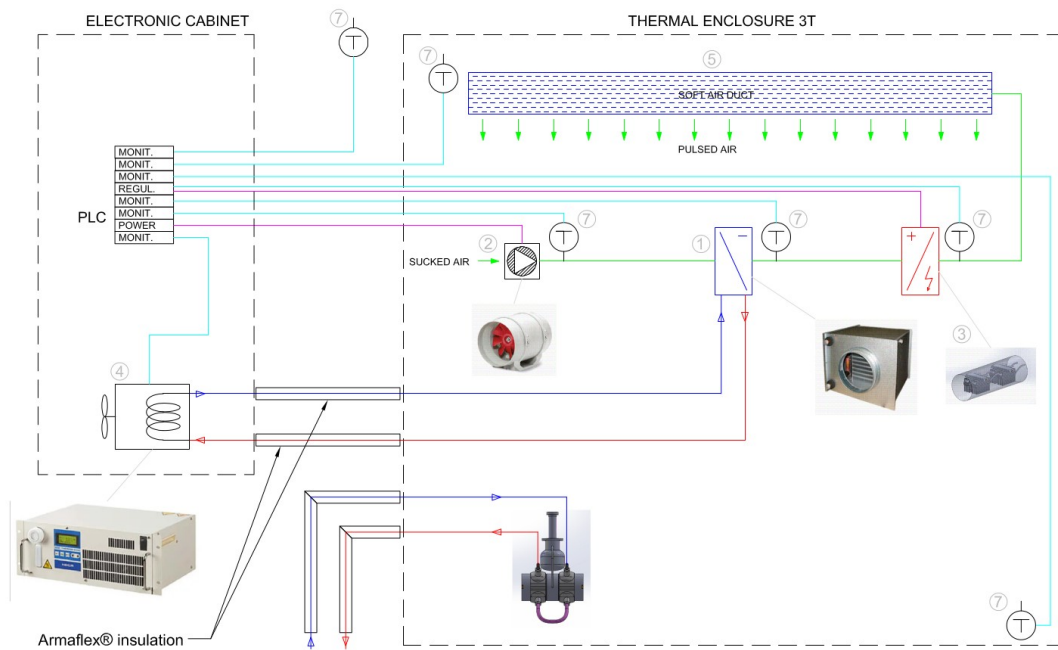 ELECTRONIC CABINET
THERMAL ENCLOSURE 3T
7
7
5
SOFT AIR DUCT
PULSED AIR
MONIT.
MONIT.
MONIT.
REGUL.
MONIT.
MONIT.
POWER
MONIT.
PLC
T
T
2
SUCKED AIR
T
7
1
−
T
7
+
T
7
3
4
7
T
Armaflex® insulation